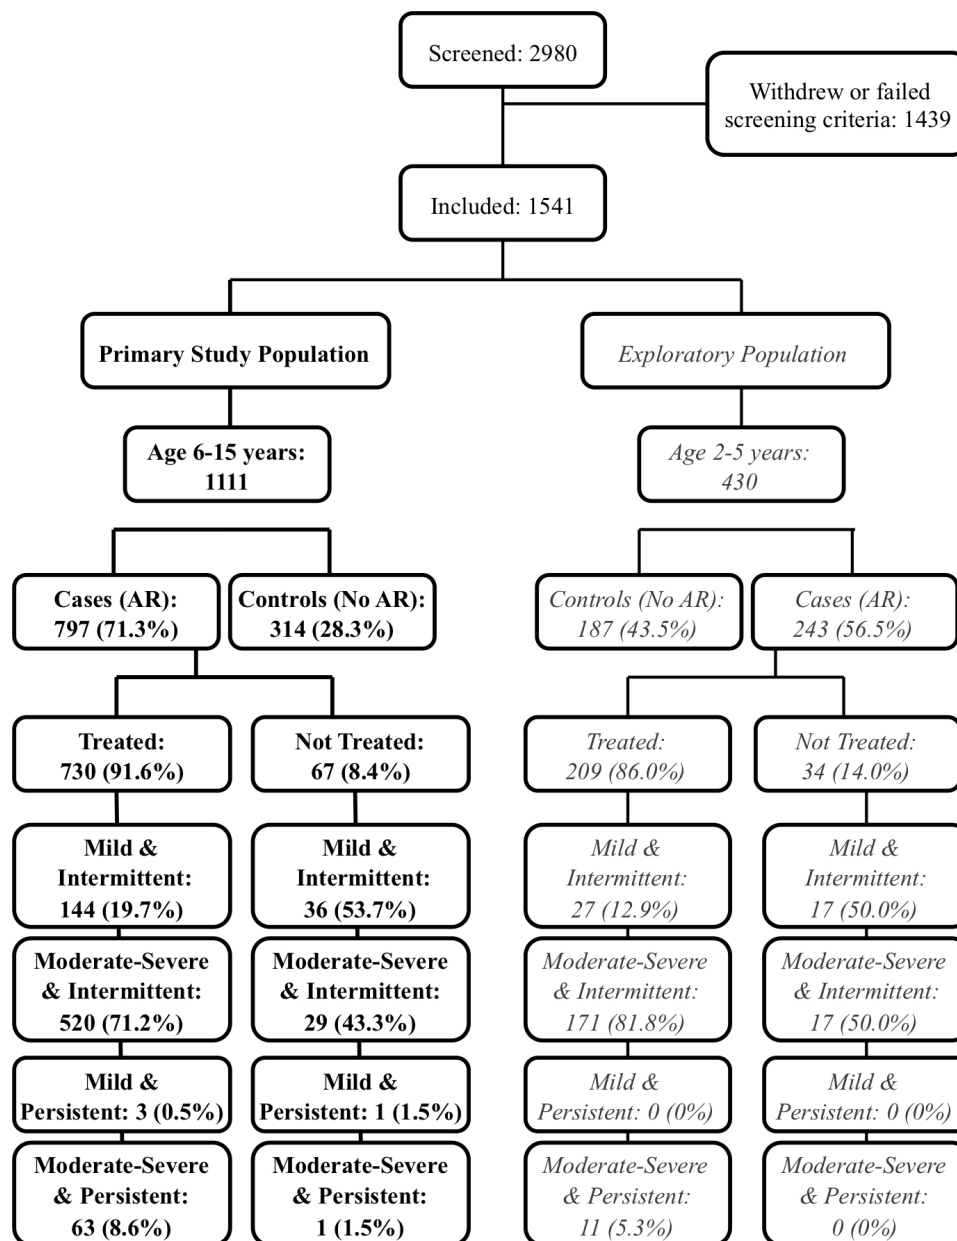 Screened: 2980
Withdrew or failed
screening criteria: 1439
Included: 1541
Primary Study Population
Exploratory Population
Age 6-15 years:
1111
Age 2-5 years:
430
Cases (AR):
797 (71.3%)
Controls (No AR):
314 (28.3%)
Controls (No AR):
187 (43.5%)
Cases (AR):
243 (56.5%)
Treated:
730 (91.6%)
Not Treated:
67 (8.4%)
Treated:
209 (86.0%)
Not Treated:
34 (14.0%)
Mild &
Intermittent:
144 (19.7%)
Mild &
Intermittent:
36 (53.7%)
Mild &
Intermittent:
27 (12.9%)
Mild &
Intermittent:
17 (50.0%)
Moderate-Severe
& Intermittent:
520 (71.2%)
Moderate-Severe
& Intermittent:
29 (43.3%)
Moderate-Severe
& Intermittent:
171 (81.8%)
Moderate-Severe
& Intermittent:
17 (50.0%)
Mild &
Persistent: 3 (0.5%)
Mild &
Persistent: 1 (1.5%)
Mild &
Persistent: 0 (0%)
Mild &
Persistent: 0 (0%)
Moderate-Severe
& Persistent:
63 (8.6%)
Moderate-Severe
& Persistent:
1 (1.5%)
Moderate-Severe
& Persistent:
11 (5.3%)
Moderate-Severe
& Persistent:
0 (0%)